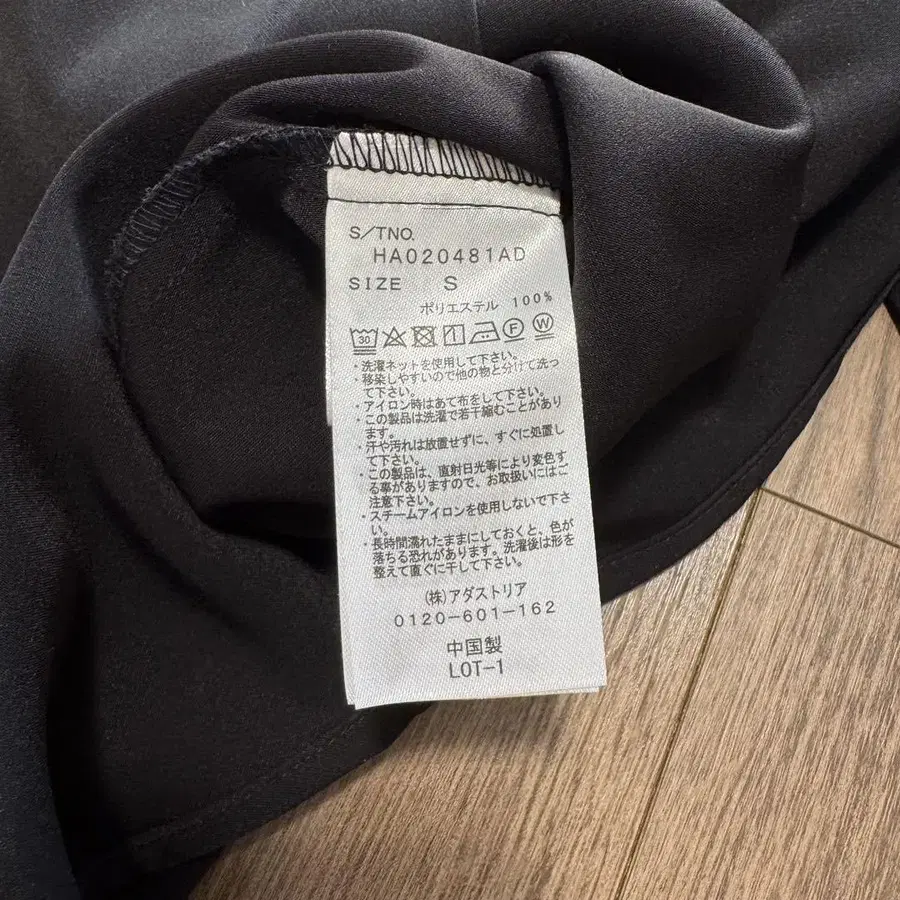 S/TNO.
HA020481AD
SIZE S
ポリエステル 100%
30 F W
・洗濯ネットを使用して下さい。
・移染しやすいので他の物と分けて洗っ
て下さい。
・アイロン時はあて布をして下さい。
・この製品は洗濯で若干縮むことがあり
ます。
・汗や汚れは放置せずに、すぐに処置し
て下さい。
・この製品は、直射日光等により変色す
る事がありますので、お取扱いにはご
注意下さい。
・スチームアイロンを使用しないで下さ
い。
・長時間濡れたままにしておくと、色が
落ちる恐れがあります。洗濯後は形を
整えて直ぐに干して下さい。
(株)アダストリア
0120-601-162
中国製
LOT-1